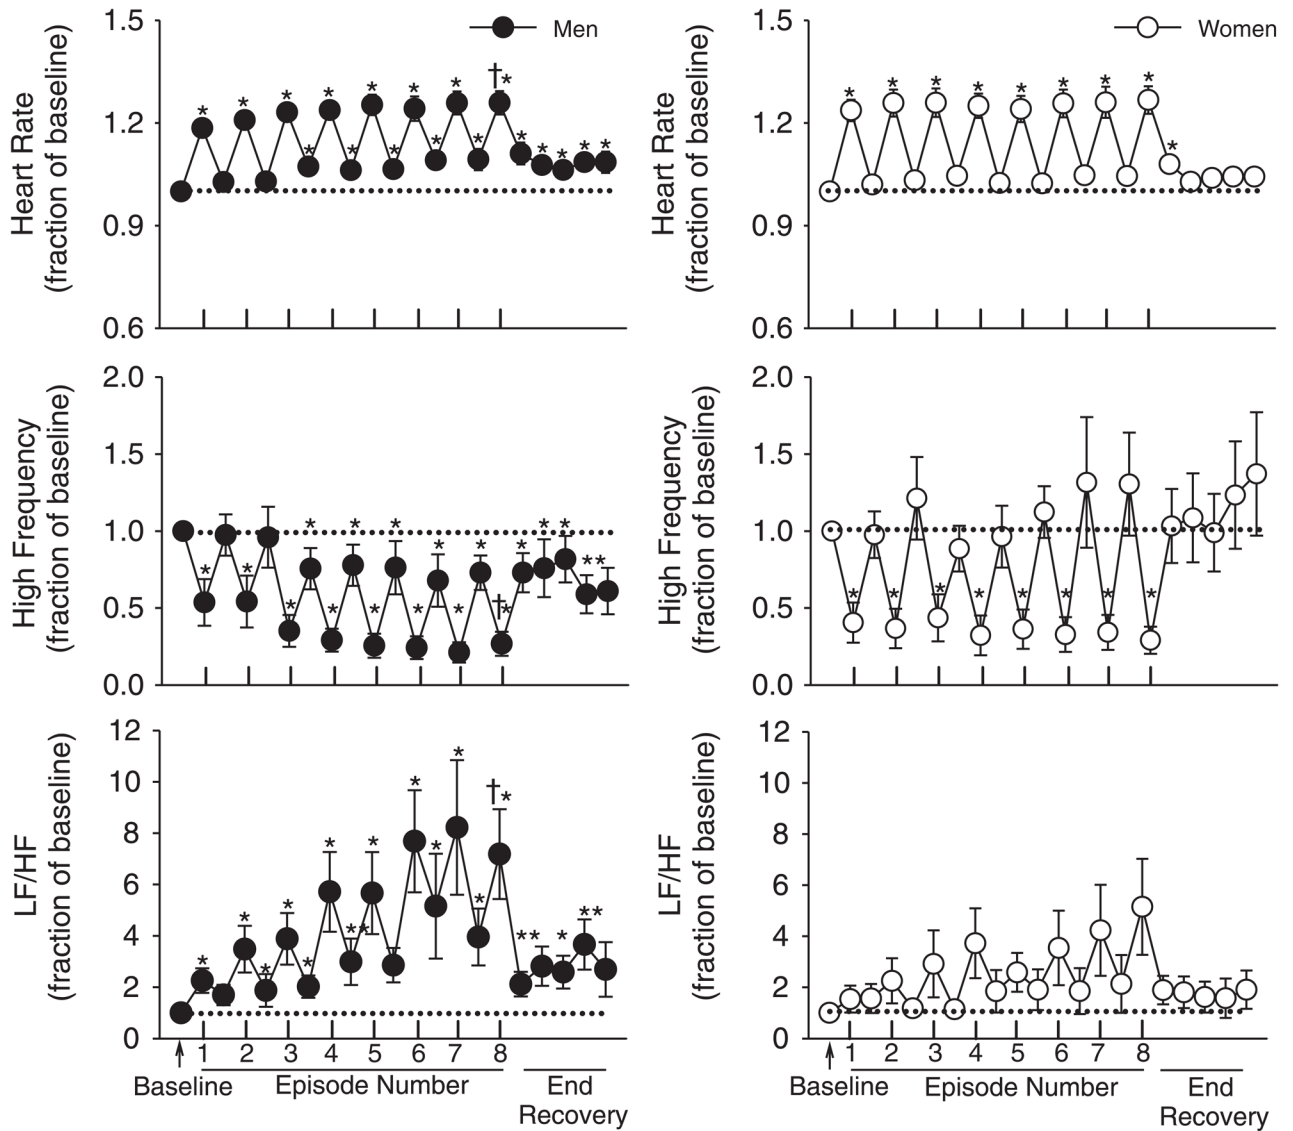 Men
Women
Heart Rate
(fraction of baseline)
1.5
1.2
0.9
0.6
* * * * * * * †*
* * * * * * * * * *
Heart Rate
(fraction of baseline)
1.5
1.2
0.9
0.6
* * * * * * * *
*
High Frequency
(fraction of baseline)
2.0
1.5
1.0
0.5
0.0
* * * * * * * * **
* * * * * * * †*
High Frequency
(fraction of baseline)
2.0
1.5
1.0
0.5
0.0
* * * * * * * *
LF/HF
(fraction of baseline)
12
10
8
6
4
2
0
* * * * * * * †*
* * ** * * ** * **
LF/HF
(fraction of baseline)
12
10
8
6
4
2
0
1 2 3 4 5 6 7 8
Baseline
Episode Number
End
Recovery
1 2 3 4 5 6 7 8
Baseline
Episode Number
End
Recovery